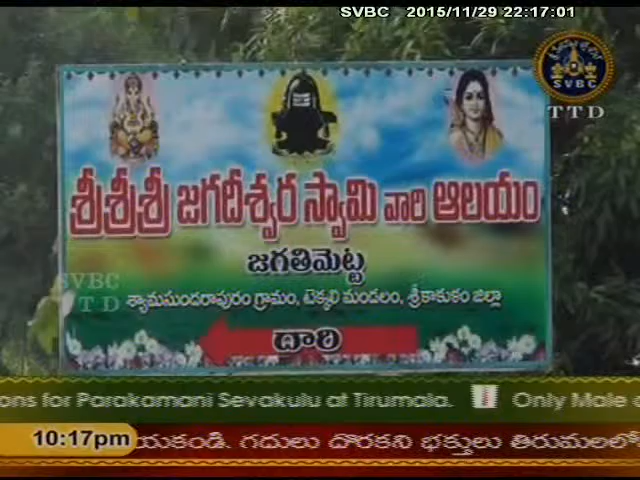 SVBC 2015/11/29 22:17:01
SVBC
TTD
శ్రీశ్రీశ్రీ జగదీశ్వర స్వామి వారి ఆలయం
జగతిమెట్ట
SVBC
TTD
శ్యామసుందరాపురం గ్రామం, టెక్కలి మండలం, శ్రీకాకుళం జిల్లా
దారి
ons for Parakamani Sevakulu at Tirumala. Only Male
10:17pm యకండి. గదులు దొరకని భక్తులు తిరుమలలో